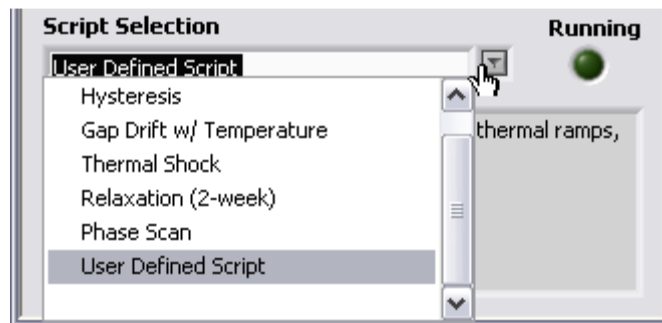 Script Selection
Running
User Defined Script
Hysteresis
Gap Drift w/ Temperature
thermal ramps,
Thermal Shock
Relaxation (2-week)
Phase Scan
User Defined Script